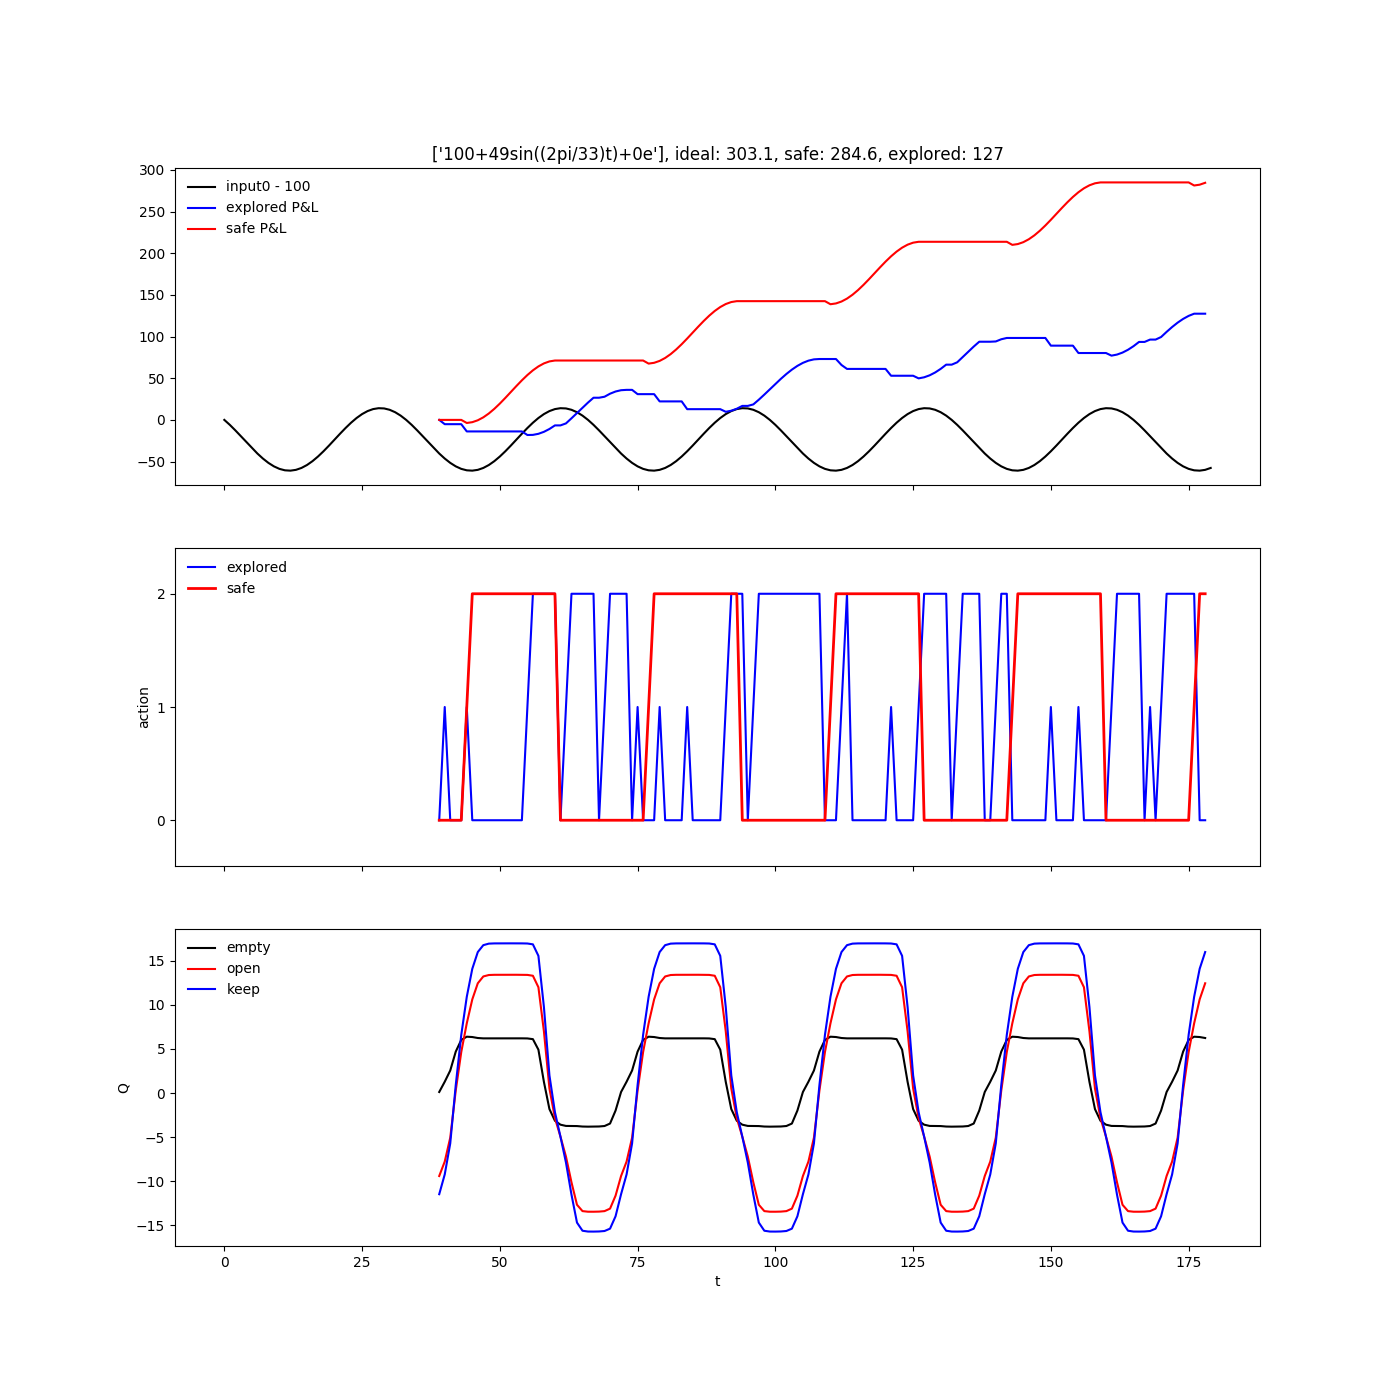 ['100+49sin((2pi/33)t)+0e'], ideal: 303.1, safe: 284.6, explored: 127
300
250
200
150
100
50
0
−50
input0 - 100
explored P&L
safe P&L
2
1
0
action
explored
safe
15
10
5
0
−5
−10
−15
Q
empty
open
keep
0 25 50 75 100 125 150 175
t